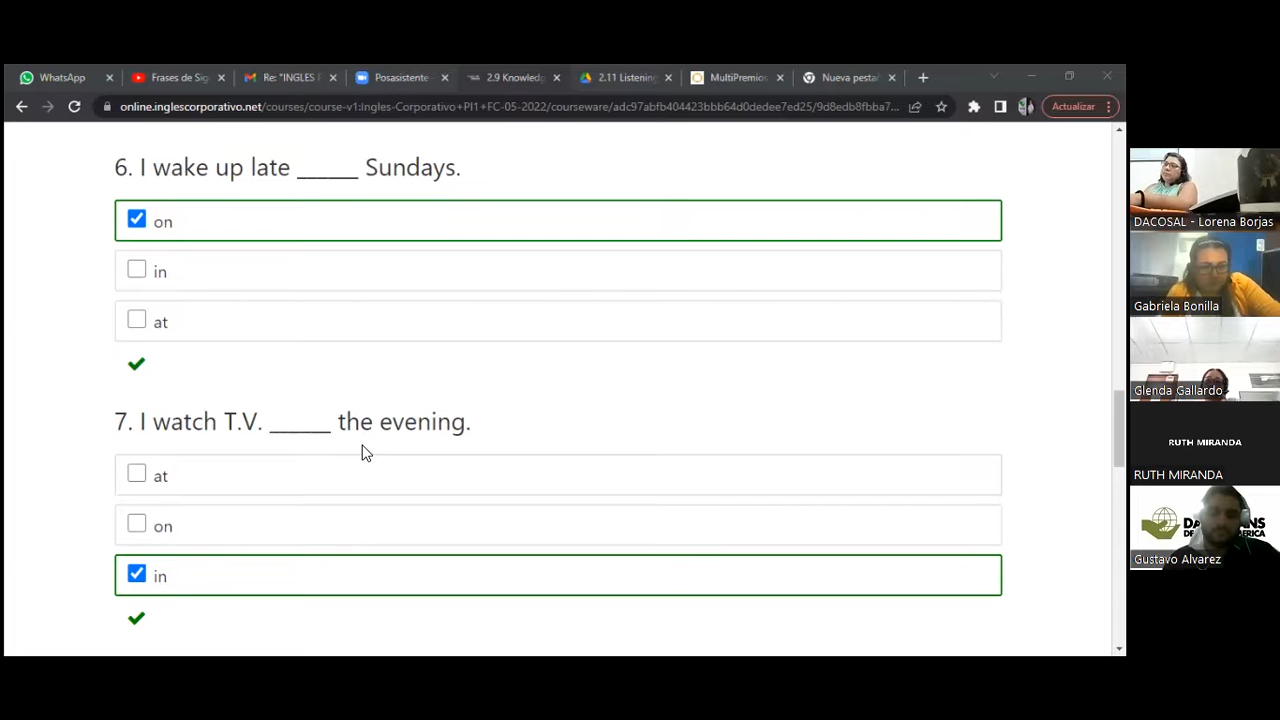 WhatsApp
Frases de Sig
Re: "INGLES F
Posasistente
2.9 Knowledg
2.11 Listening
MultiPremios
Nueva pesta
online.inglescorporativo.net/courses/course-v1:Ingles-Corporativo+PI1+FC-05-2022/courseware/adc97abfb404423bbb64d0dedee7ed25/9d8edb8fbba7...
Actualizar
6. I wake up late ______ Sundays.
on
in
at
7. I watch T.V. ______ the evening.
at
on
in
DACOSAL - Lorena Borjas
Gabriela Bonilla
Glenda Gallardo
RUTH MIRANDA
RUTH MIRANDA
Gustavo Alvarez